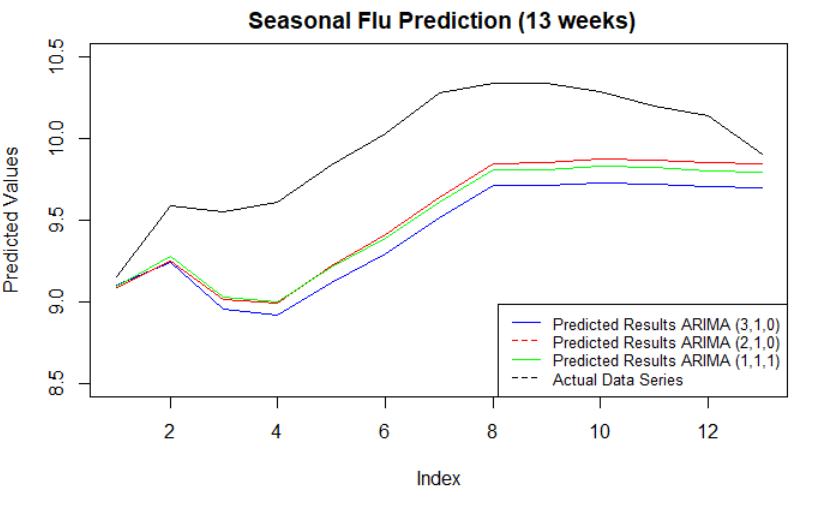 Seasonal Flu Prediction (13 weeks)
Predicted Values
10.5
10.0
9.5
9.0
8.5
Predicted Results ARIMA (3,1,0)
Predicted Results ARIMA (2,1,0)
Predicted Results ARIMA (1,1,1)
Actual Data Series
2 4 6 8 10 12
Index